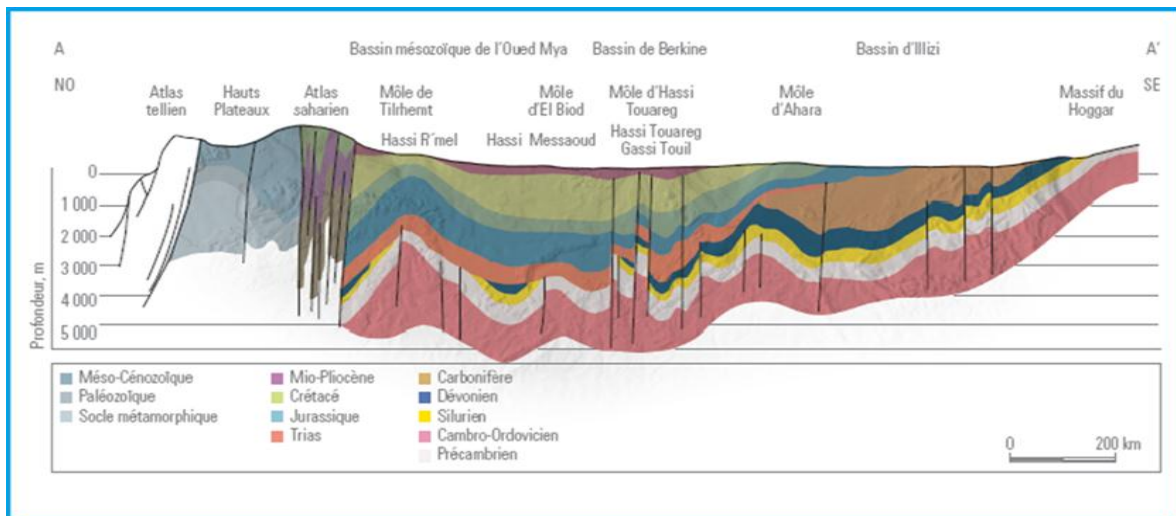 A
Bassin mésozoïque de l'Oued Mya
Bassin de Berkine
Bassin d'Illizi
A'
NO
SE
Atlas
tellien
Hauts
Plateaux
Atlas
saharien
Môle de
Tilrhemt
Môle
d'El Biod
Môle d'Hassi
Touareg
Môle
d'Ahara
Massif du
Hoggar
Hassi R'mel
Hassi Messaoud
Hassi Touareg
Gassi Touil
Profondeur, m
0
1 000
2 000
3 000
4 000
5 000
Méso-Cénozoïque
Paléozoïque
Socle métamorphique
Mio-Pliocène
Crétacé
Jurassique
Trias
Carbonifère
Dévonien
Silurien
Cambro-Ordovicien
Précambrien
0 200 km